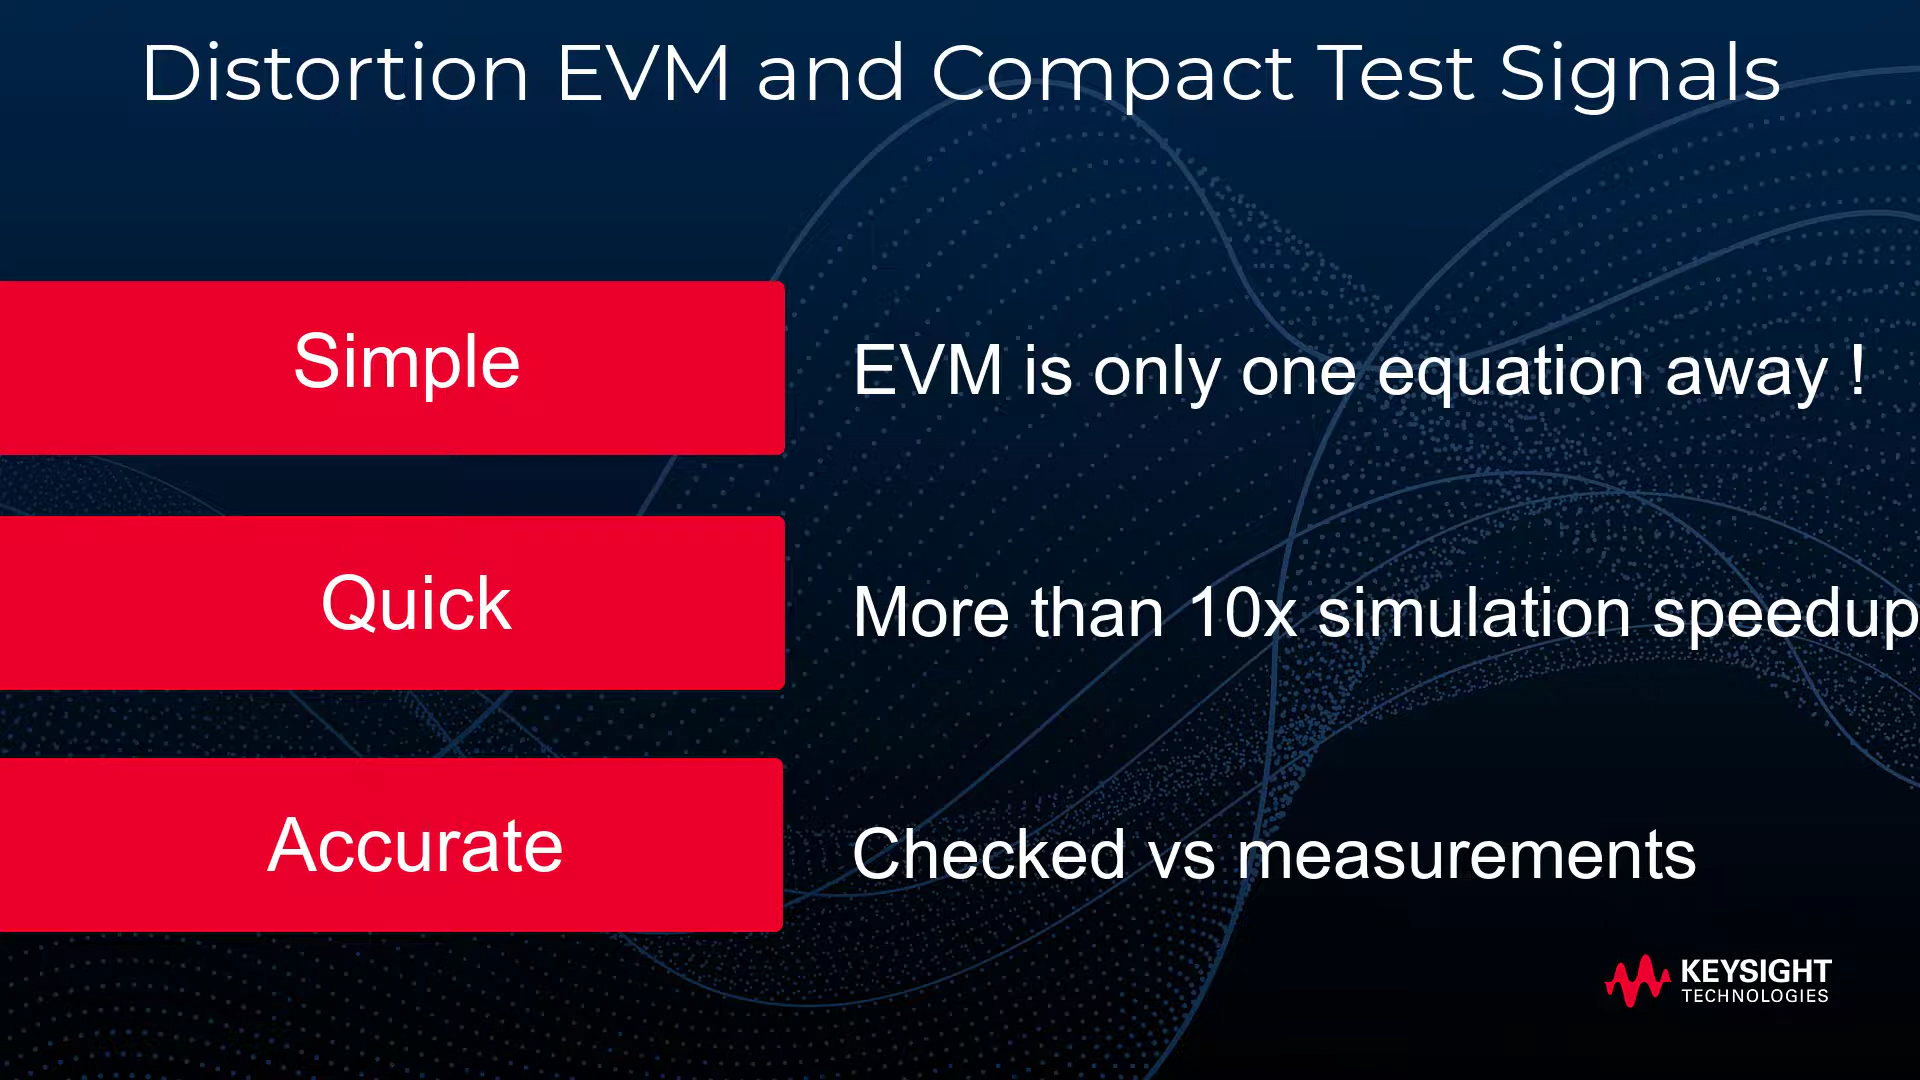 Distortion EVM and Compact Test Signals
Simple
EVM is only one equation away !
Quick
More than 10x simulation speedup
Accurate
Checked vs measurements
KEYSIGHT
TECHNOLOGIES